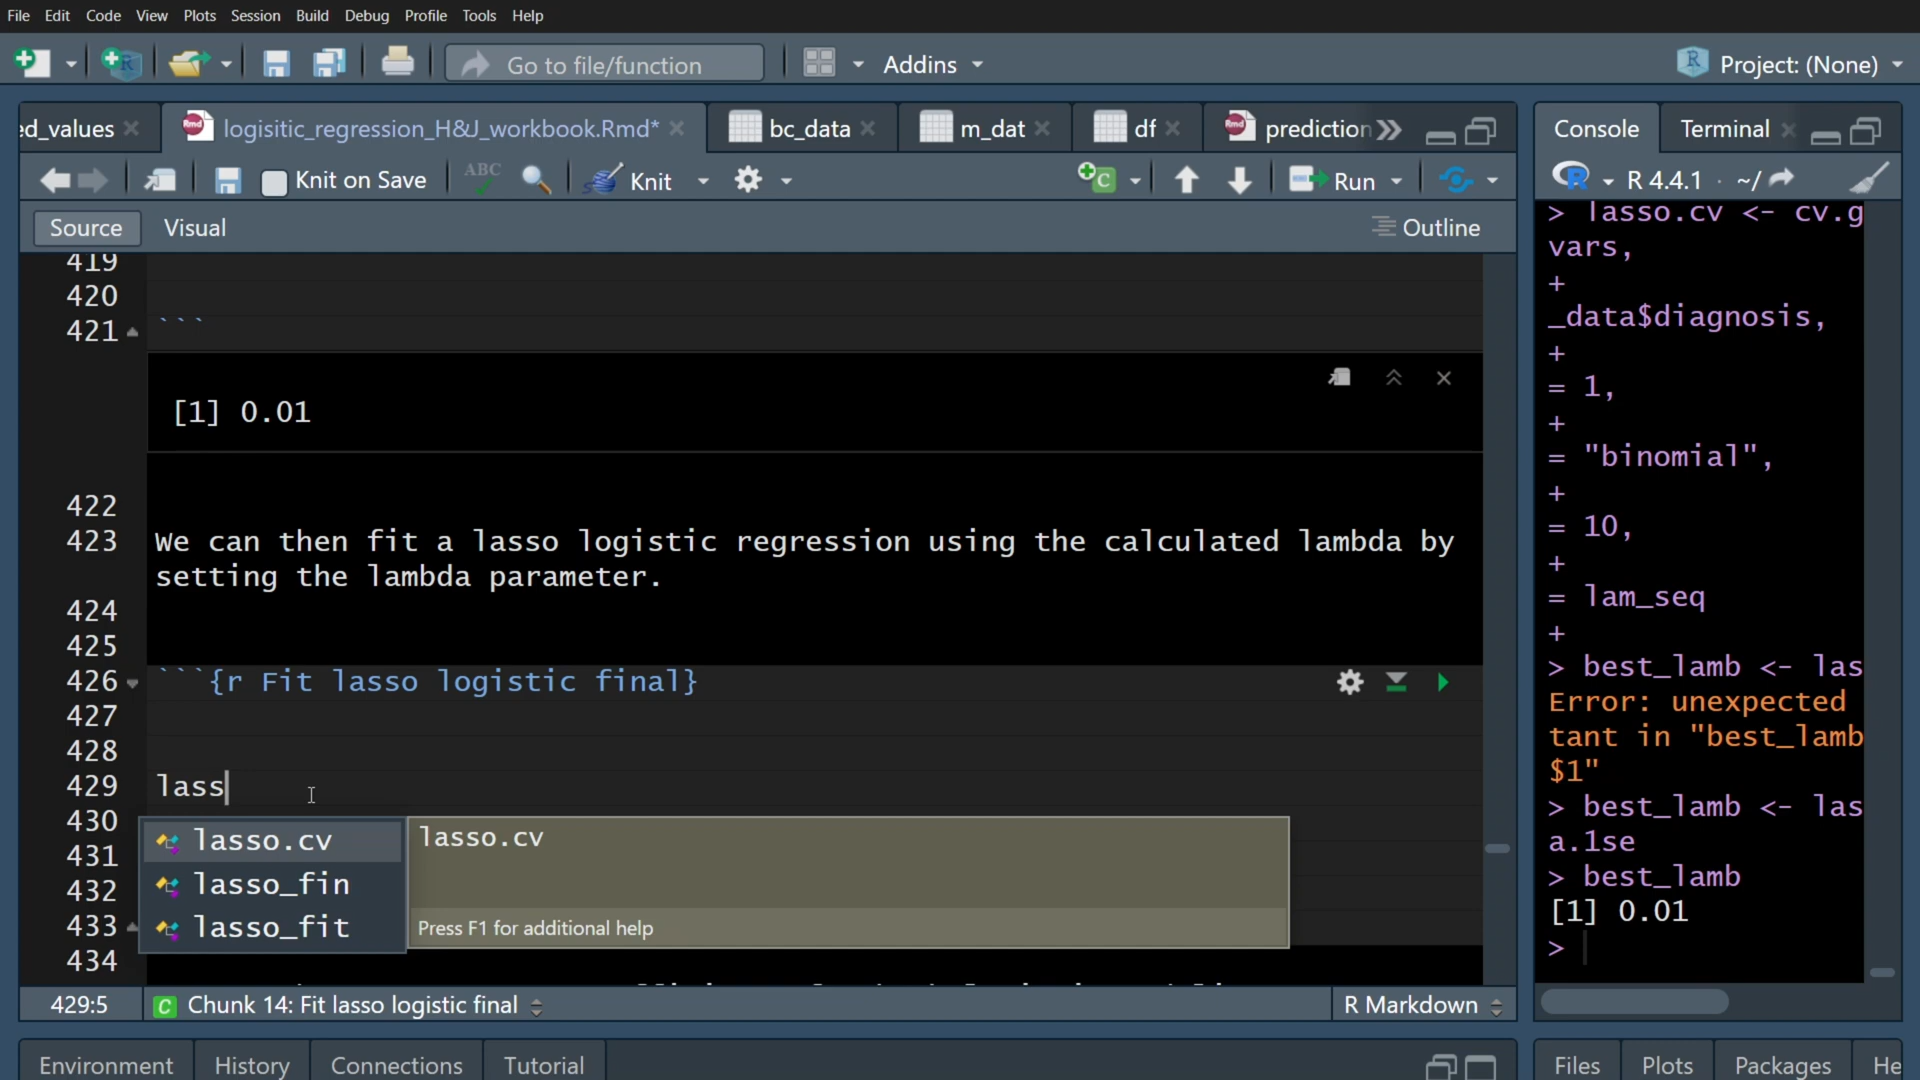 File Edit Code View Plots Session Build Debug Profile Tools Help
Go to file/function Addins Project: (None)
ed_values logisitic_regression_H&J_workbook.Rmd* bc_data m_dat df prediction
Console Terminal
Knit on Save Knit Run
R 4.4.1 · ~/
Source Visual Outline
419
420
421 ```
[1] 0.01
422
423 We can then fit a lasso logistic regression using the calculated lambda by
setting the lambda parameter.
424
425
426 ```{r Fit lasso logistic final}
427
428
429 lass
430
431
432
433
434
lasso.cv
lasso_fin
lasso_fit
lasso.cv
Press F1 for additional help
429:5 Chunk 14: Fit lasso logistic final R Markdown
> lasso.cv <- cv.g
vars,
+
_data$diagnosis,
+
= 1,
+
= "binomial",
+
= 10,
+
= lam_seq
+
> best_lamb <- las
Error: unexpected
tant in "best_lamb
$1"
> best_lamb <- las
a.1se
> best_lamb
[1] 0.01
>
Environment History Connections Tutorial
Files Plots Packages He